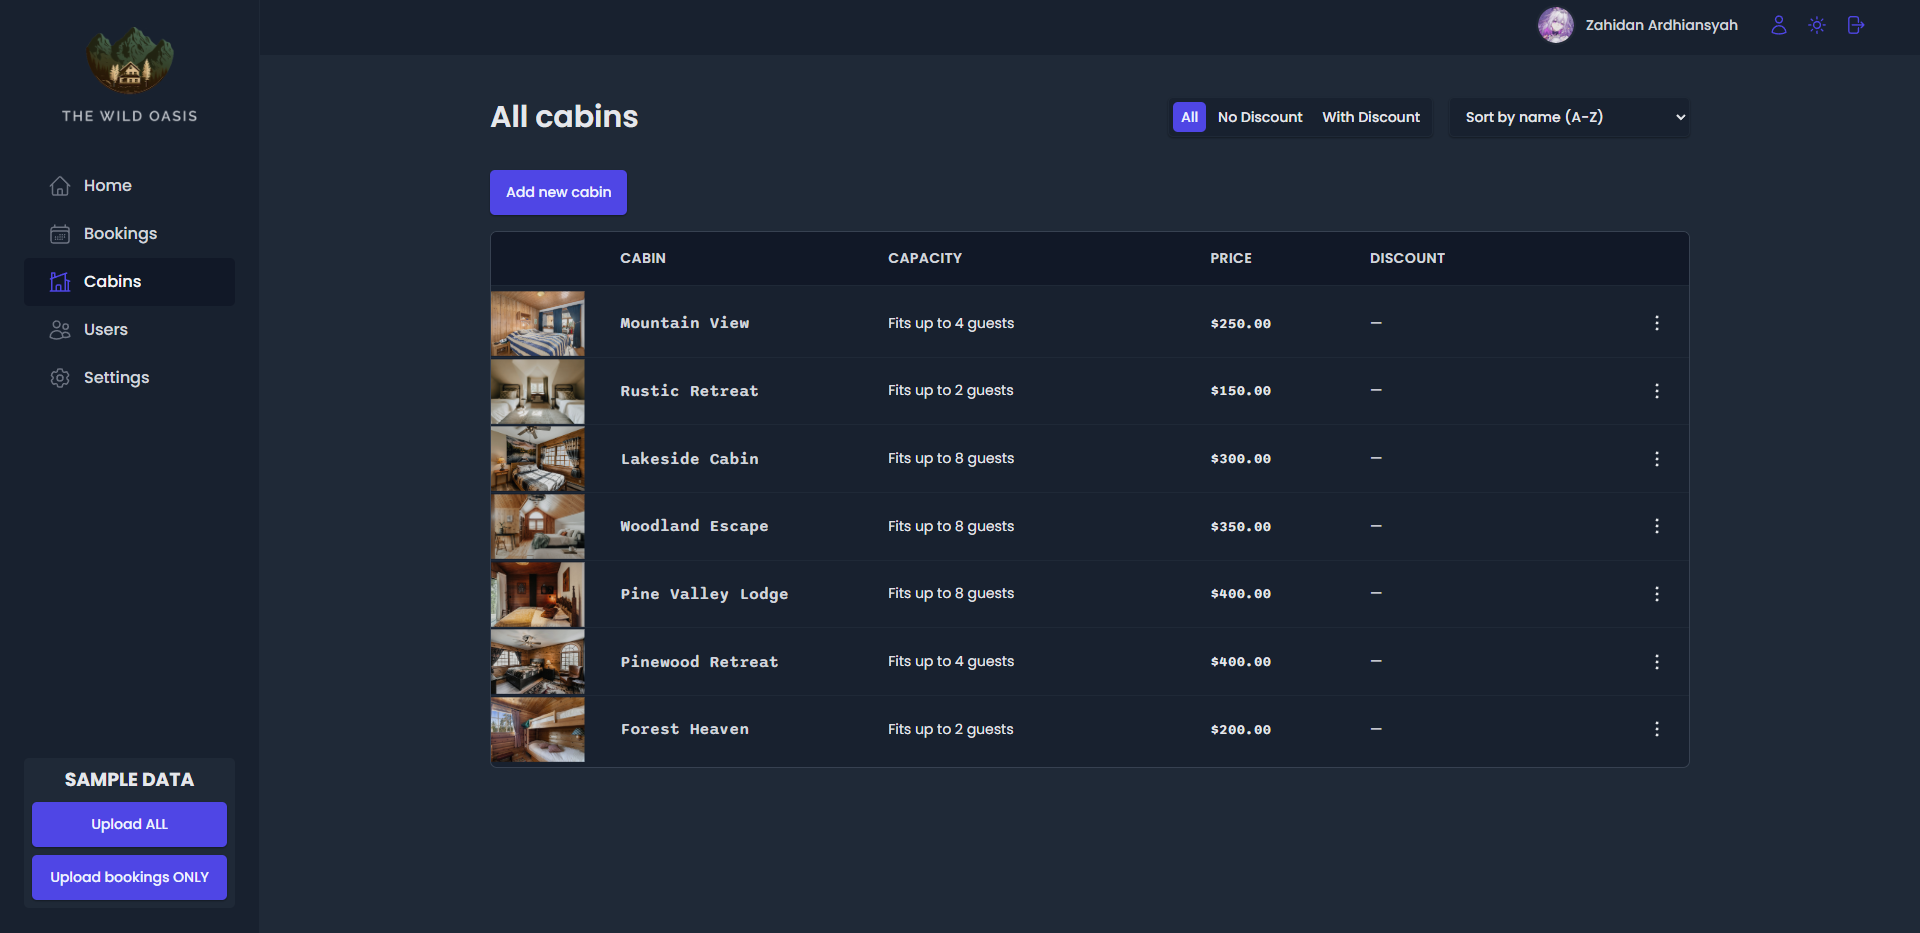 THE WILD OASIS
Home
Bookings
Cabins
Users
Settings
SAMPLE DATA
Upload ALL
Upload bookings ONLY
Zahidan Ardhiansyah
All cabins
All No Discount With Discount Sort by name (A-Z)
Add new cabin
CABIN CAPACITY PRICE DISCOUNT
Mountain View Fits up to 4 guests $250.00 —
Rustic Retreat Fits up to 2 guests $150.00 —
Lakeside Cabin Fits up to 8 guests $300.00 —
Woodland Escape Fits up to 8 guests $350.00 —
Pine Valley Lodge Fits up to 8 guests $400.00 —
Pinewood Retreat Fits up to 4 guests $400.00 —
Forest Heaven Fits up to 2 guests $200.00 —